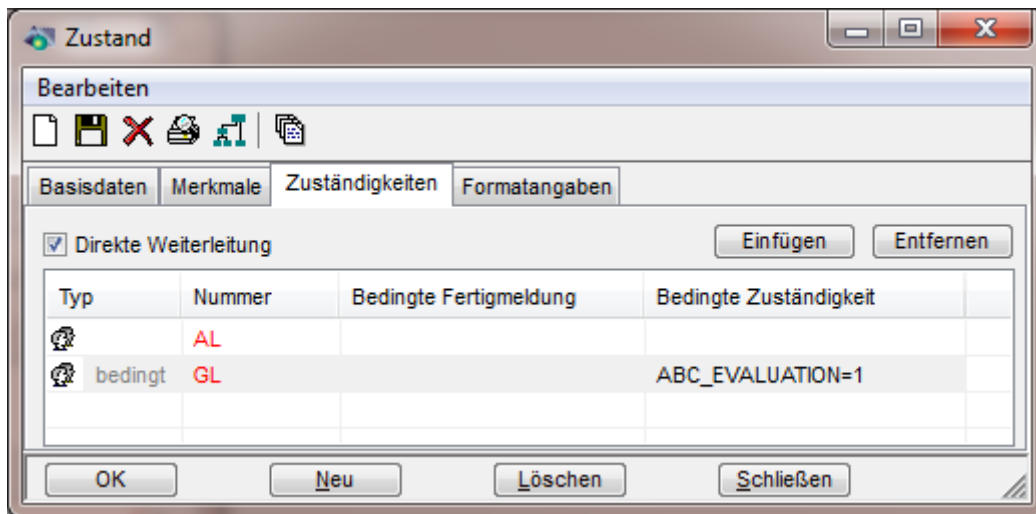 Zustand
Bearbeiten
Basisdaten Merkmale Zuständigkeiten Formatangaben
Direkte Weiterleitung Einfügen Entfernen
Typ Nummer Bedingte Fertigmeldung Bedingte Zuständigkeit
AL
bedingt GL ABC_EVALUATION=1
OK Neu Löschen Schließen